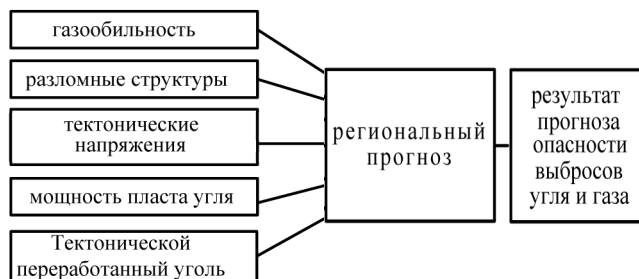 газообильность
разломные структуры
тектонические
напряжения
мощность пласта угля
Тектонической
переработанный уголь
региональный
прогноз
результат
прогноза
опасности
выбросов
угля и газа